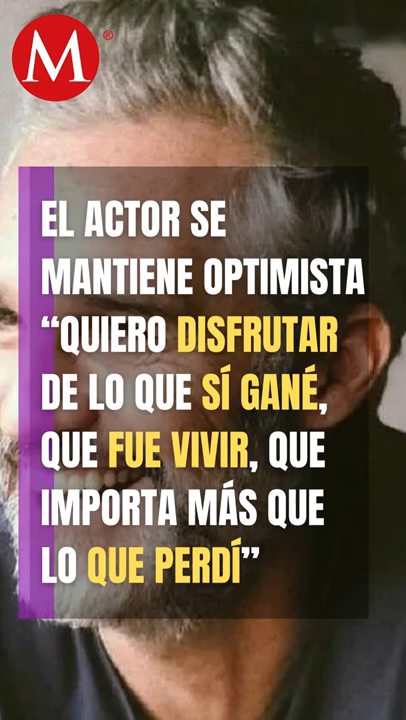 M®
EL ACTOR SE
MANTIENE OPTIMISTA
“QUIERO DISFRUTAR
DE LO QUE SÍ GANÉ,
QUE FUE VIVIR, QUE
IMPORTA MÁS QUE
LO QUE PERDÍ”